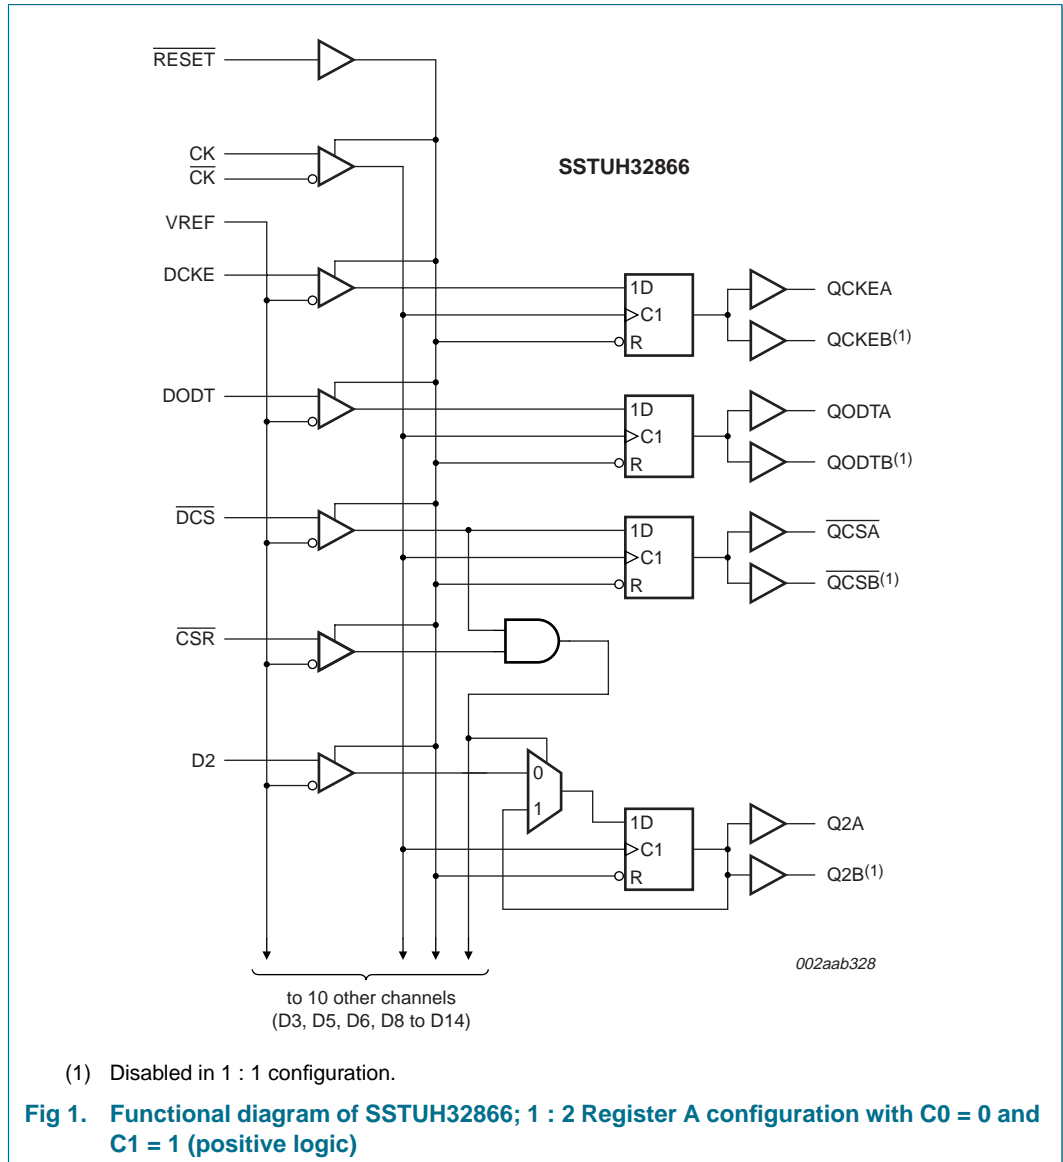 RESET
CK
CK
SSTUH32866
VREF
DCKE
1D
C1
R
QCKEA
QCKEB(1)
DODT
1D
C1
R
QODTA
QODTB(1)
DCS
1D
C1
R
QCSA
QCSB(1)
CSR
D2
0
1
1D
C1
R
Q2A
Q2B(1)
002aab328
to 10 other channels
(D3, D5, D6, D8 to D14)
(1) Disabled in 1 : 1 configuration.
Fig 1. Functional diagram of SSTUH32866; 1 : 2 Register A configuration with C0 = 0 and
C1 = 1 (positive logic)